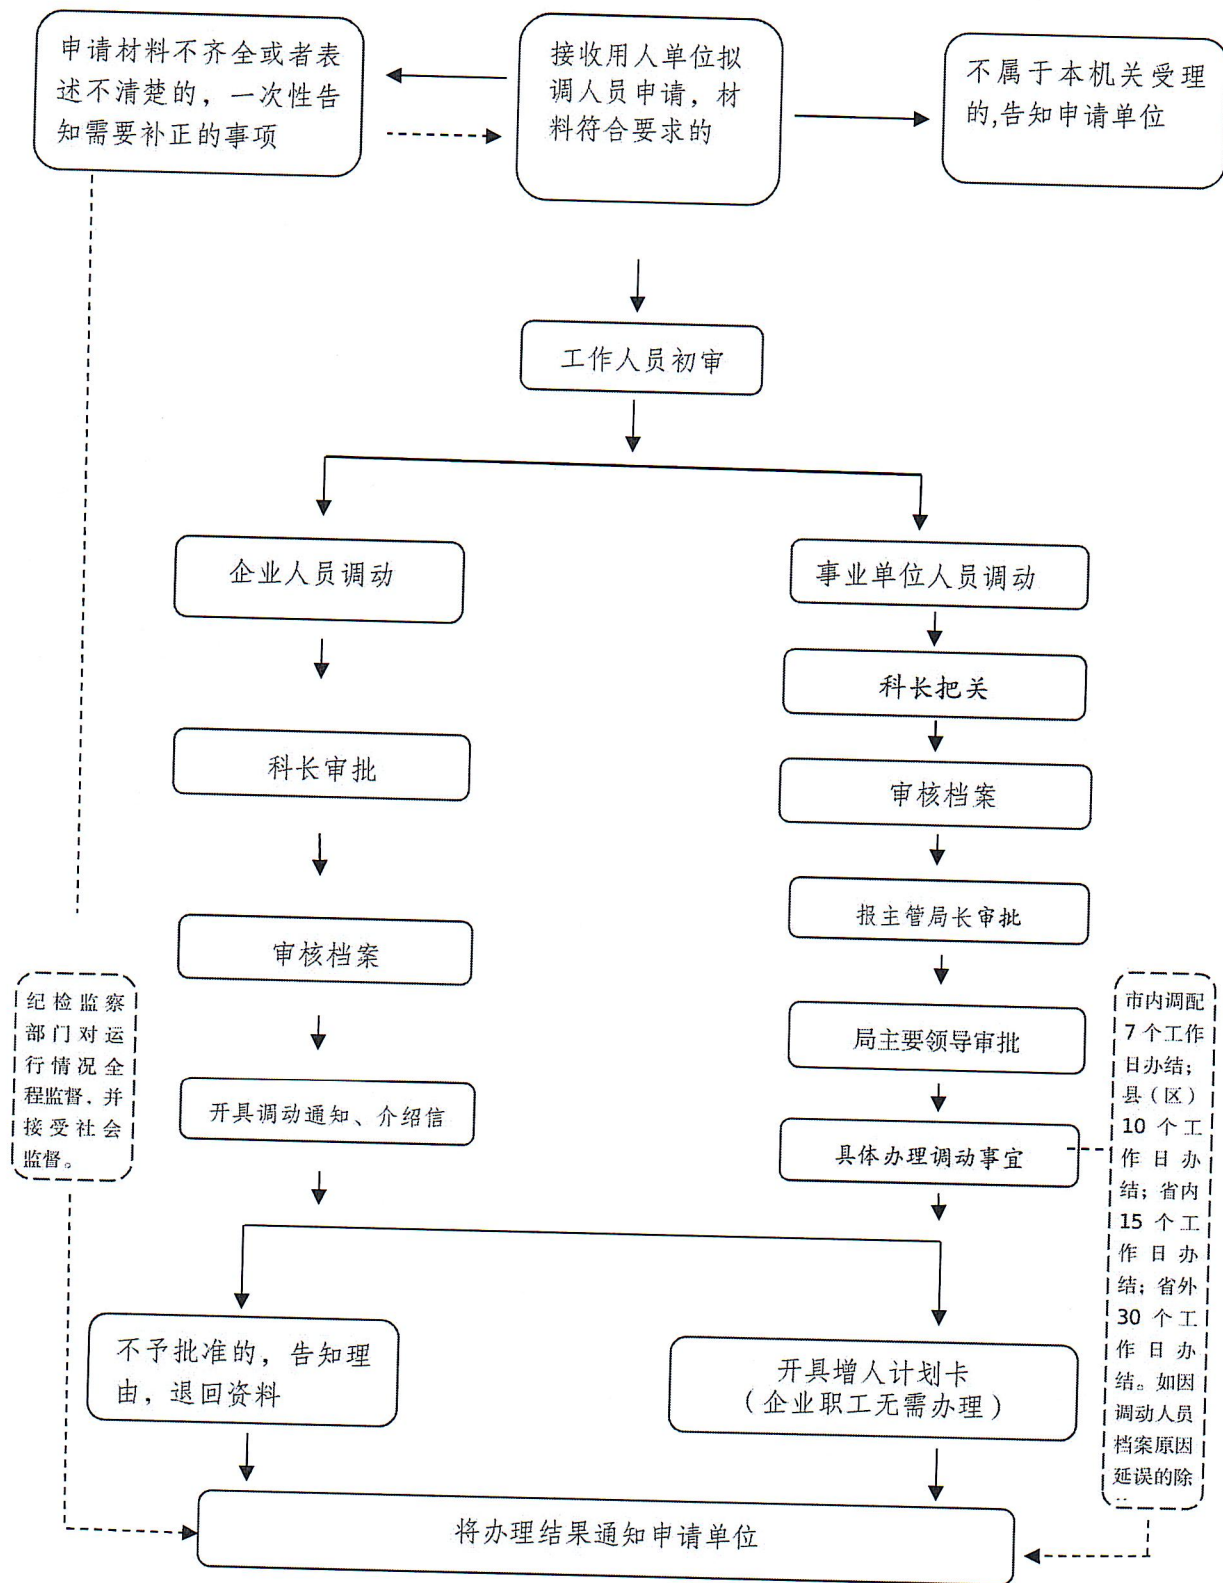 申请材料不齐全或者表
述不清楚的，一次性告
知需要补正的事项
接收用人单位拟
调人员申请，材
料符合要求的
不属于本机关受理
的,告知申请单位
工作人员初审
企业人员调动
事业单位人员调动
科长把关
科长审批
审核档案
报主管局长审批
审核档案
局主要领导审批
开具调动通知、介绍信
具体办理调动事宜
纪检监察
部门对运
行情况全
程监督，并
接受社会
监督。
市内调配
7个工作
日办结；
县（区）
10个工
作日办
结；省内
15个工
作日办
结；省外
30个工
作日办
结。如因
调动人员
档案原因
延误的除
不予批准的，告知理
由，退回资料
开具增人计划卡
（企业职工无需办理）
将办理结果通知申请单位